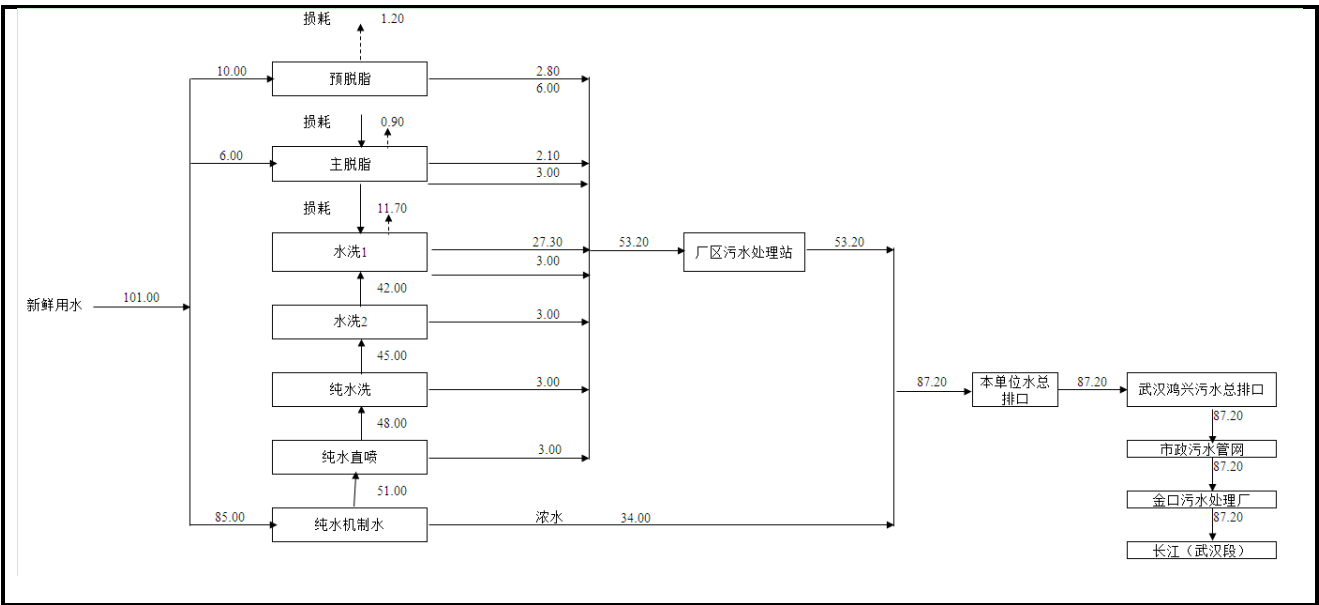 损耗 1.20
10.00 预脱脂 2.80
6.00
损耗 0.90
6.00 主脱脂 2.10
3.00
损耗 11.70
水洗1 27.30 53.20 厂区污水处理站 53.20
3.00
42.00
新鲜用水 101.00
水洗2 3.00
45.00
纯水洗 3.00 87.20 本单位水总排口 87.20 武汉鸿兴污水总排口
48.00 87.20
纯水直喷 3.00 市政污水管网
87.20
51.00 金口污水处理厂
85.00 纯水机制水 浓水 34.00 87.20
长江（武汉段）